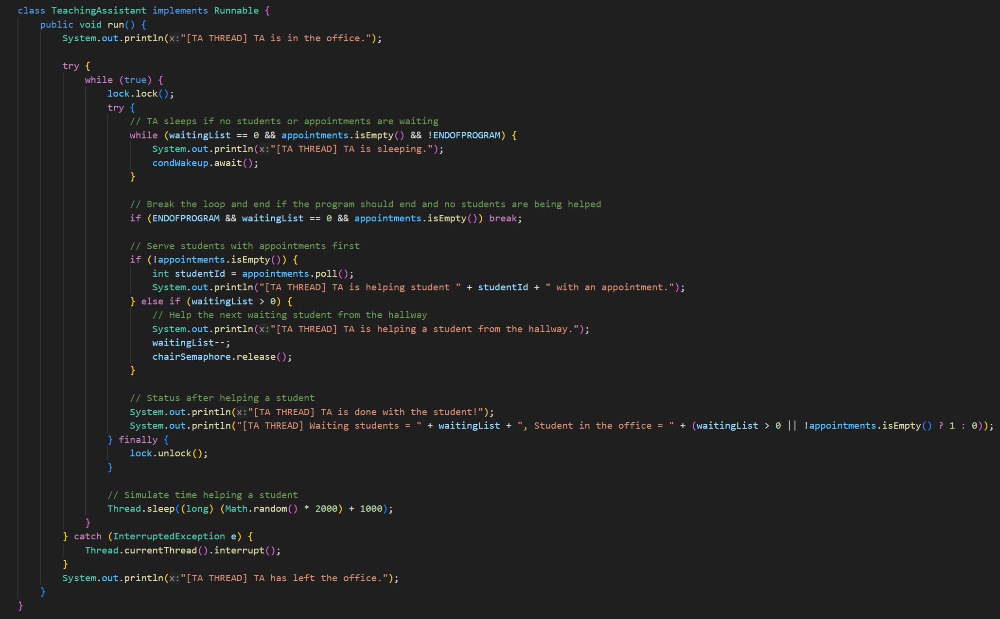 class TeachingAssistant implements Runnable {
    public void run() {
        System.out.println(x:"[TA THREAD] TA is in the office.");

        try {
            while (true) {
                lock.lock();
                try {
                    // TA sleeps if no students or appointments are waiting
                    while (waitingList == 0 && appointments.isEmpty() && !ENDOFPROGRAM) {
                        System.out.println(x:"[TA THREAD] TA is sleeping.");
                        condWakeup.await();
                    }

                    // Break the loop and end if the program should end and no students are being helped
                    if (ENDOFPROGRAM && waitingList == 0 && appointments.isEmpty()) break;

                    // Serve students with appointments first
                    if (!appointments.isEmpty()) {
                        int studentId = appointments.poll();
                        System.out.println("[TA THREAD] TA is helping student " + studentId + " with an appointment.");
                    } else if (waitingList > 0) {
                        // Help the next waiting student from the hallway
                        System.out.println(x:"[TA THREAD] TA is helping a student from the hallway.");
                        waitingList--;
                        chairSemaphore.release();
                    }

                    // Status after helping a student
                    System.out.println(x:"[TA THREAD] TA is done with the student!");
                    System.out.println("[TA THREAD] Waiting students = " + waitingList + ", Student in the office = " + (waitingList > 0 || !appointments.isEmpty() ? 1 : 0));
                } finally {
                    lock.unlock();
                }

                // Simulate time helping a student
                Thread.sleep((long) (Math.random() * 2000) + 1000);
            }
        } catch (InterruptedException e) {
            Thread.currentThread().interrupt();
        }
        System.out.println(x:"[TA THREAD] TA has left the office.");
    }
}